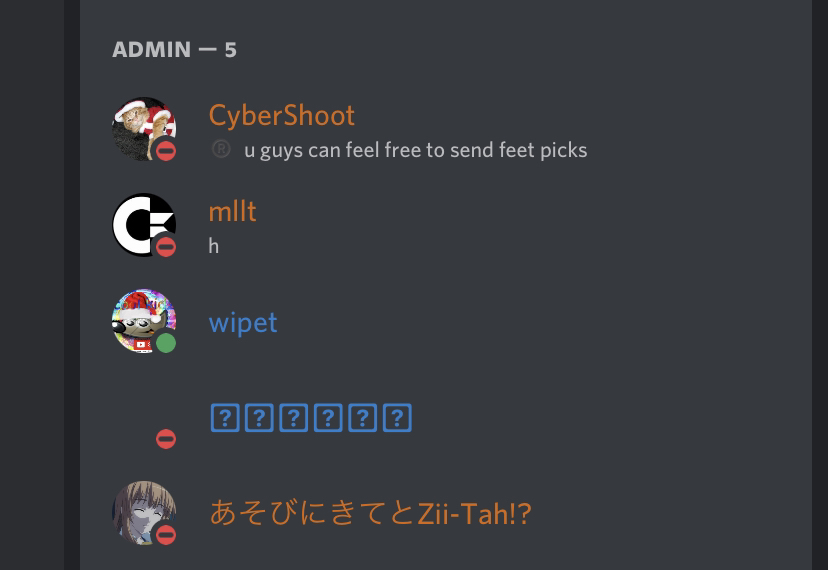 ADMIN — 5
CyberShoot
® u guys can feel free to send feet picks
mllt
h
wipet
あそびにきてとZii-Tah!?